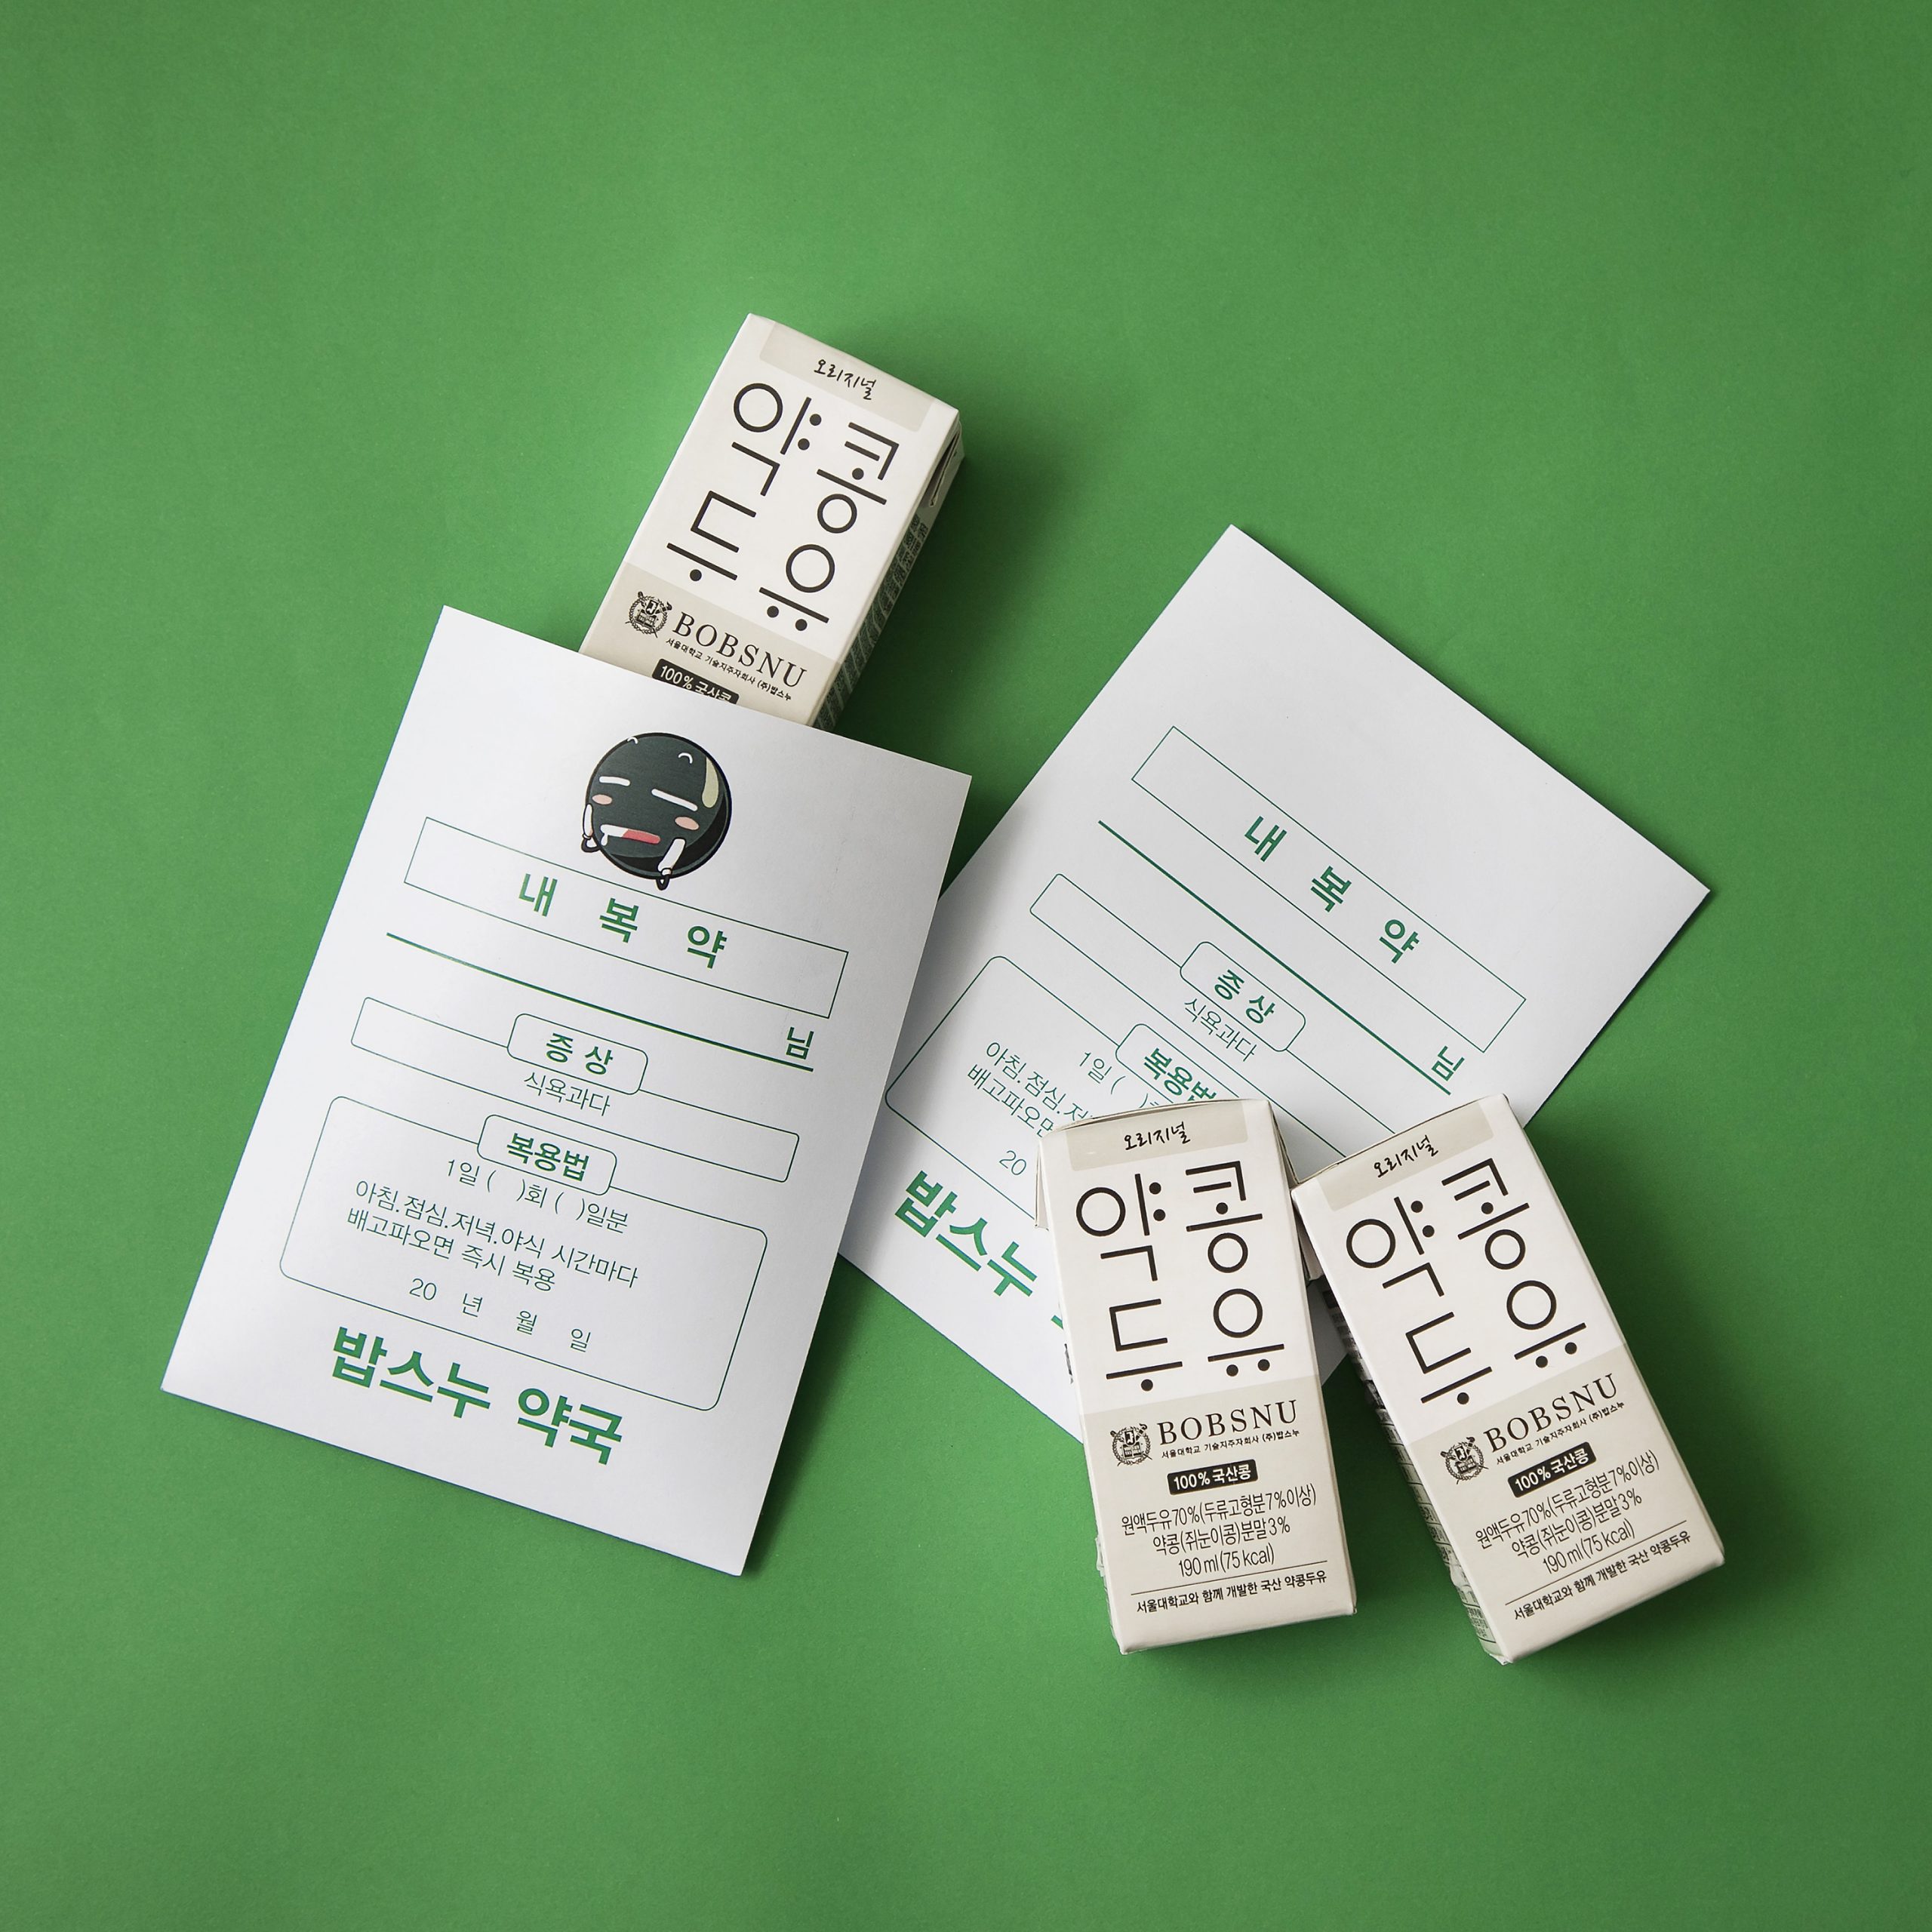 오리지널
약콩
두유
BOBSNU
서울대학교 기술지주자회사 (주)밥스누
100% 국산콩
내 복 약
님
증 상
식욕과다
복용법
1일 ( )회 ( )일분
아침.점심.저녁.야식 시간마다
배고파오면 즉시 복용
20 년 월 일
밥스누 약국
내 복 약
님
증 상
식욕과다
복용법
1일 ( )
아침.점심.저
배고파오면
20
밥스누
오리지널
약콩
두유
BOBSNU
서울대학교 기술지주자회사 (주)밥스누
100% 국산콩
원액두유70%(두류고형분7%이상)
약콩(쥐눈이콩)분말3%
190 ml(75 kcal)
서울대학교와 함께 개발한 국산 약콩두유
오리지널
약콩
두유
BOBSNU
서울대학교 기술지주자회사 (주)밥스누
100% 국산콩
원액두유70%(두류고형분7%이상)
약콩(쥐눈이콩)분말3%
190 ml(75 kcal)
서울대학교와 함께 개발한 국산 약콩두유